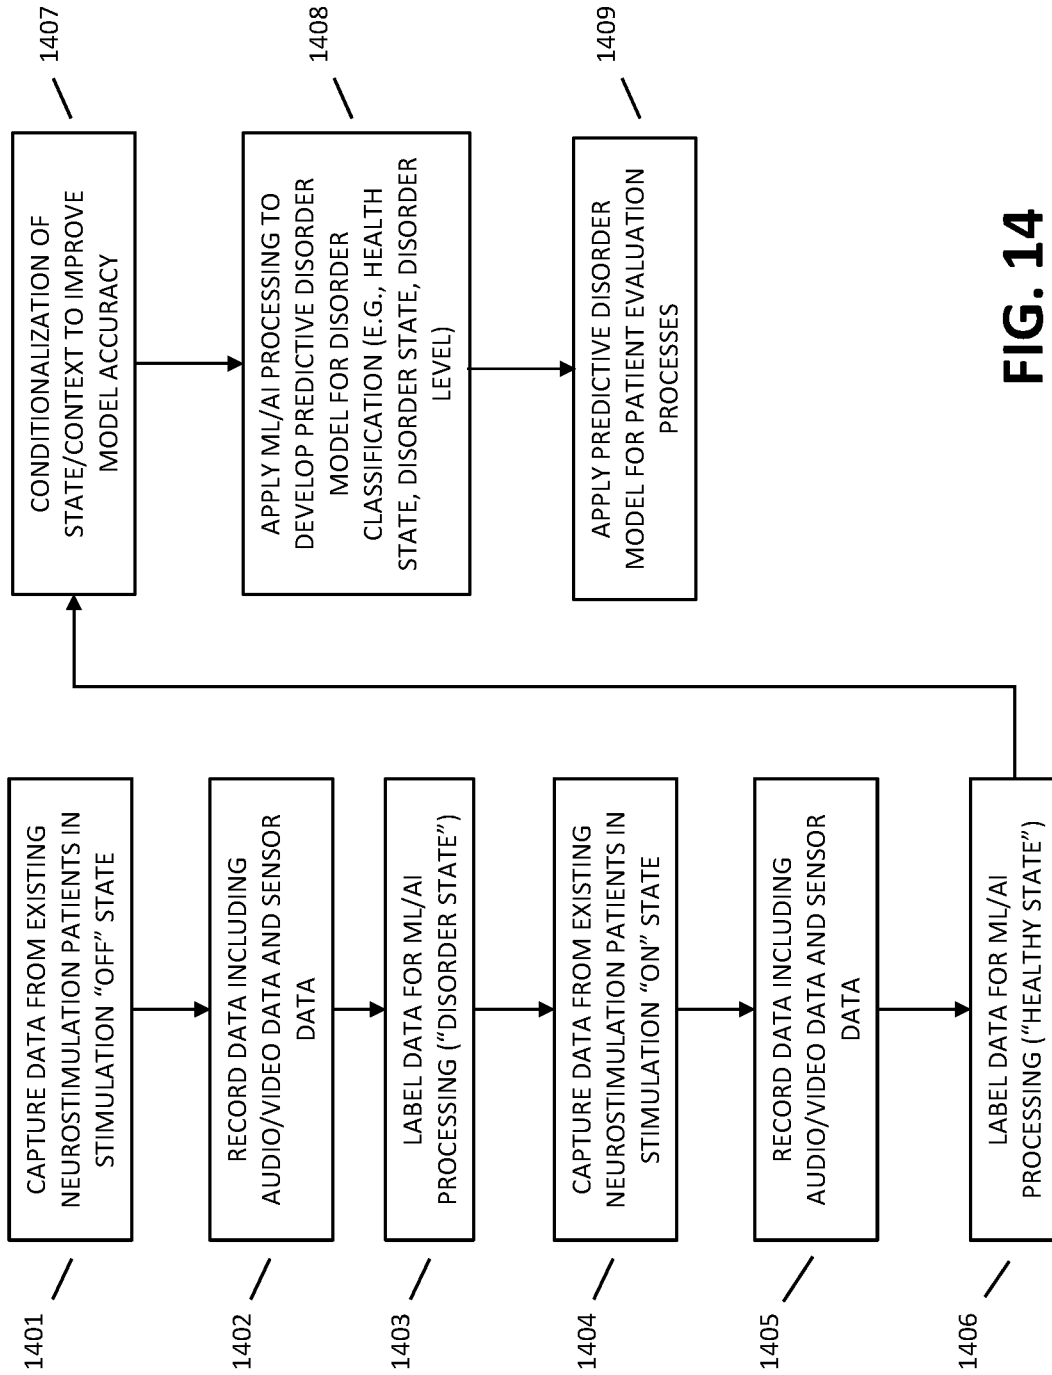 1401
CAPTURE DATA FROM EXISTING
NEUROSTIMULATION PATIENTS IN
STIMULATION “OFF” STATE
1402
RECORD DATA INCLUDING
AUDIO/VIDEO DATA AND SENSOR
DATA
1403
LABEL DATA FOR ML/AI
PROCESSING (“DISORDER STATE”)
1404
CAPTURE DATA FROM EXISTING
NEUROSTIMULATION PATIENTS IN
STIMULATION “ON” STATE
1405
RECORD DATA INCLUDING
AUDIO/VIDEO DATA AND SENSOR
DATA
1406
LABEL DATA FOR ML/AI
PROCESSING (“HEALTHY STATE”)
1407
CONDITIONALIZATION OF
STATE/CONTEXT TO IMPROVE
MODEL ACCURACY
1408
APPLY ML/AI PROCESSING TO
DEVELOP PREDICTIVE DISORDER
MODEL FOR DISORDER
CLASSIFICATION (E.G., HEALTH
STATE, DISORDER STATE, DISORDER
LEVEL)
1409
APPLY PREDICTIVE DISORDER
MODEL FOR PATIENT EVALUATION
PROCESSES
FIG. 14